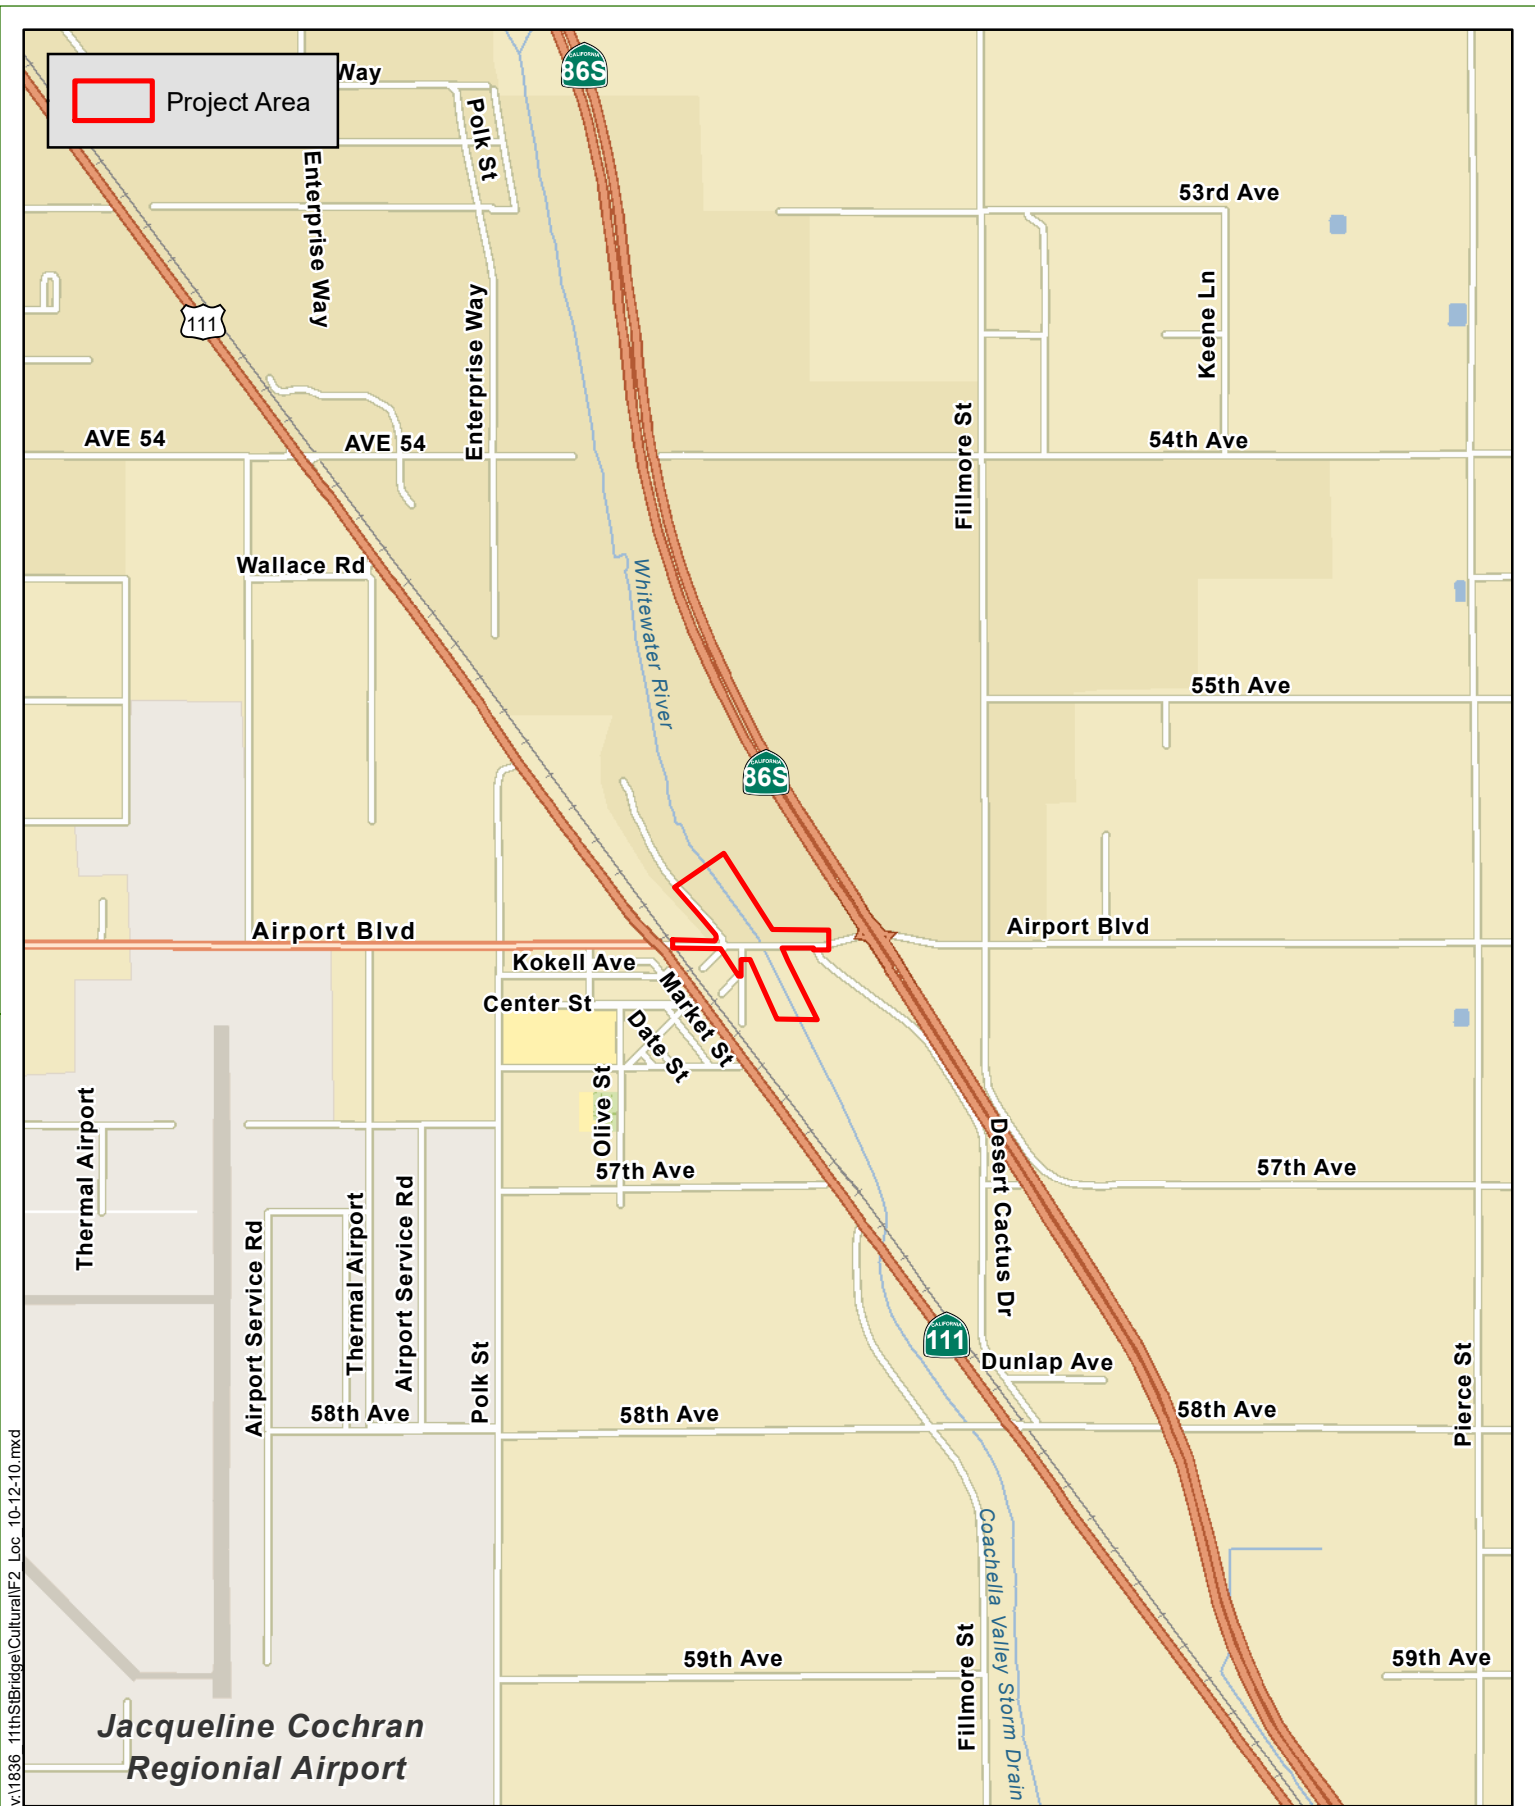 CALIFORNIA
86S
Way
Project Area
Polk St
Enterprise Way
53rd Ave
111
Enterprise Way
Keene Ln
Fillmore St
AVE 54
AVE 54
54th Ave
Wallace Rd
Whitewater River
55th Ave
CALIFORNIA
86S
Airport Blvd
Airport Blvd
Kokell Ave
Center St
Market St
Date St
Olive St
Thermal Airport
57th Ave
57th Ave
Desert Cactus Dr
Airport Service Rd
Thermal Airport
Airport Service Rd
Polk St
CALIFORNIA
111
Dunlap Ave
58th Ave
58th Ave
58th Ave
Pierce St
Coachella Valley Storm Drain
Fillmore St
59th Ave
59th Ave
Jacqueline Cochran
Regionial Airport
v:\1836_11thStBridge\Cultural\F2_Loc_10-12-10.mxd